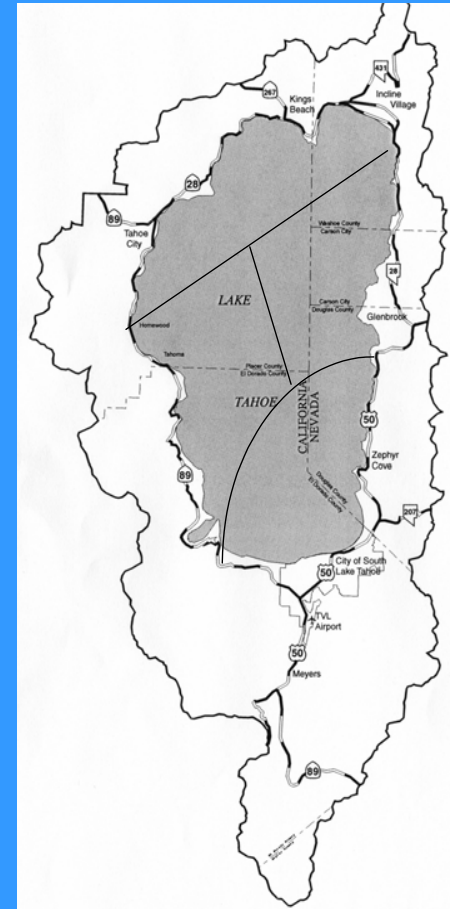 431
267
Kings
Beach
Incline
Village
28
89
Tahoe
City
Washoe County
Carson City
28
LAKE
Carson City
Douglas County
Glenbrook
Homewood
Tahoma
Placer County
El Dorado County
TAHOE
CALIFORNIA
NEVADA
50
Zephyr
Cove
89
Douglas County
El Dorado County
207
City of South
Lake Tahoe
50
TVL
Airport
50
Meyers
89